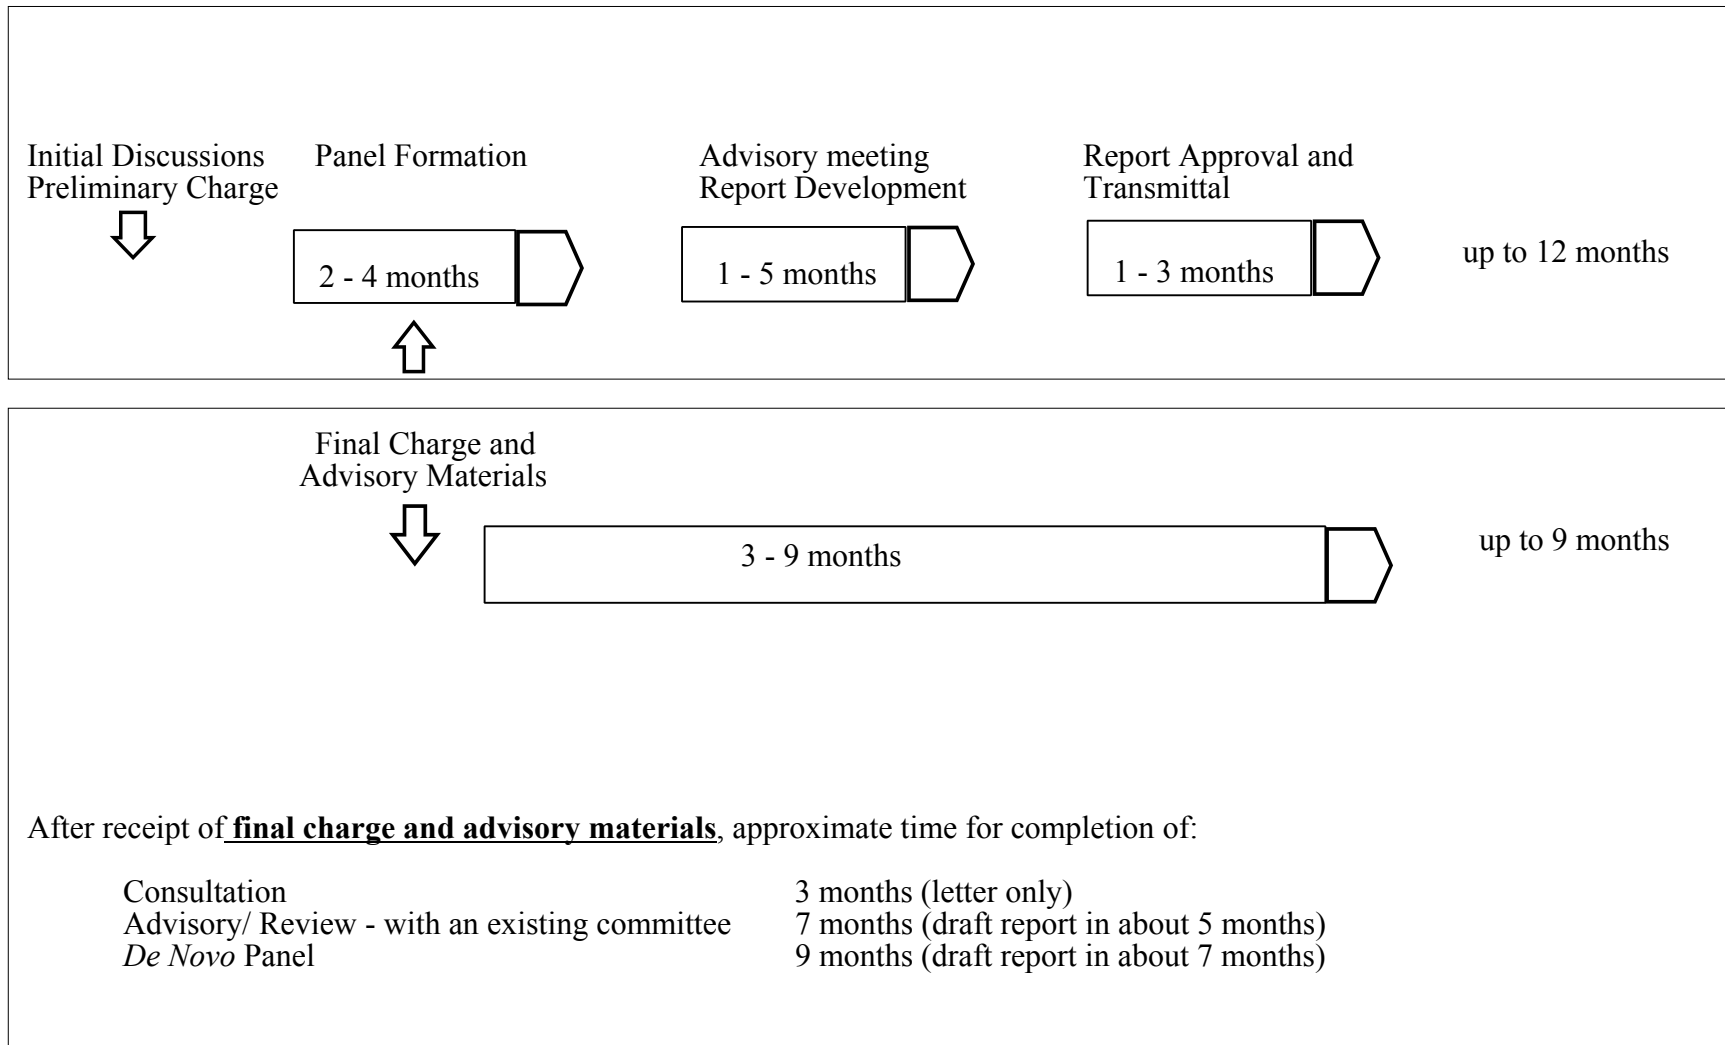 Initial Discussions
Preliminary Charge
Panel Formation
Advisory meeting
Report Development
Report Approval and
Transmittal
2 - 4 months
1 - 5 months
1 - 3 months
up to 12 months
Final Charge and
Advisory Materials
3 - 9 months
up to 9 months
After receipt of final charge and advisory materials, approximate time for completion of:
Consultation 3 months (letter only)
Advisory/ Review - with an existing committee 7 months (draft report in about 5 months)
De Novo Panel 9 months (draft report in about 7 months)